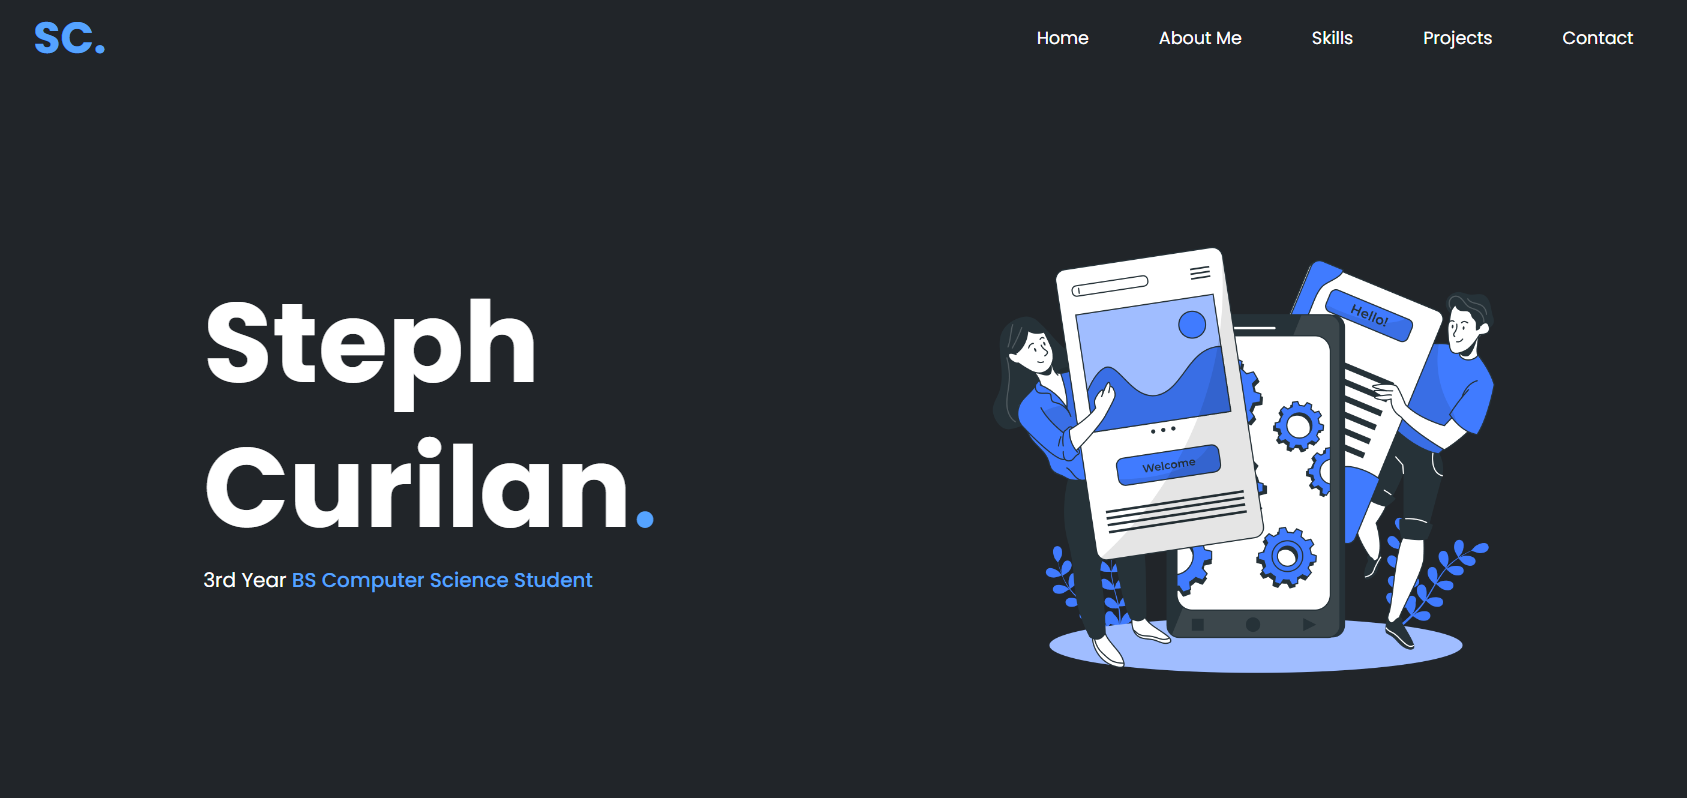 SC.
Home About Me Skills Projects Contact
Steph
Curilan.
3rd Year BS Computer Science Student
Hello!
Welcome